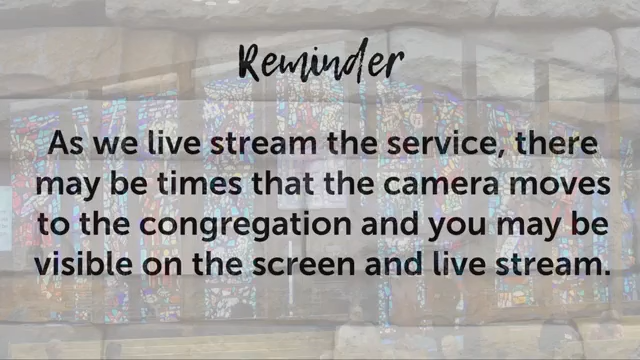 Reminder
As we live stream the service, there
may be times that the camera moves
to the congregation and you may be
visible on the screen and live stream.